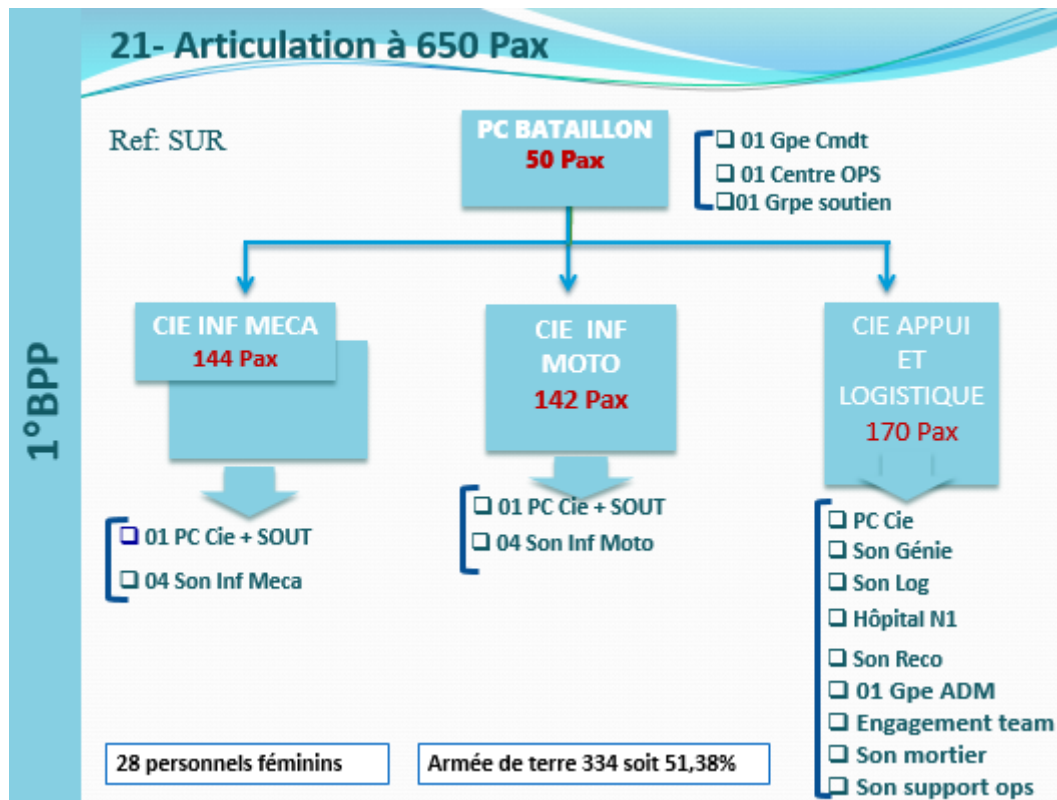 21- Articulation à 650 Pax
Ref: SUR
1°BPP
PC BATAILLON
50 Pax
01 Gpe Cmdt
01 Centre OPS
01 Grpe soutien
CIE INF MECA
144 Pax
01 PC Cie + SOUT
04 Son Inf Meca
CIE INF
MOTO
142 Pax
01 PC Cie + SOUT
04 Son Inf Moto
CIE APPUI
ET
LOGISTIQUE
170 Pax
PC Cie
Son Génie
Son Log
Hôpital N1
Son Reco
01 Gpe ADM
Engagement team
Son mortier
Son support ops
28 personnels féminins
Armée de terre 334 soit 51,38%